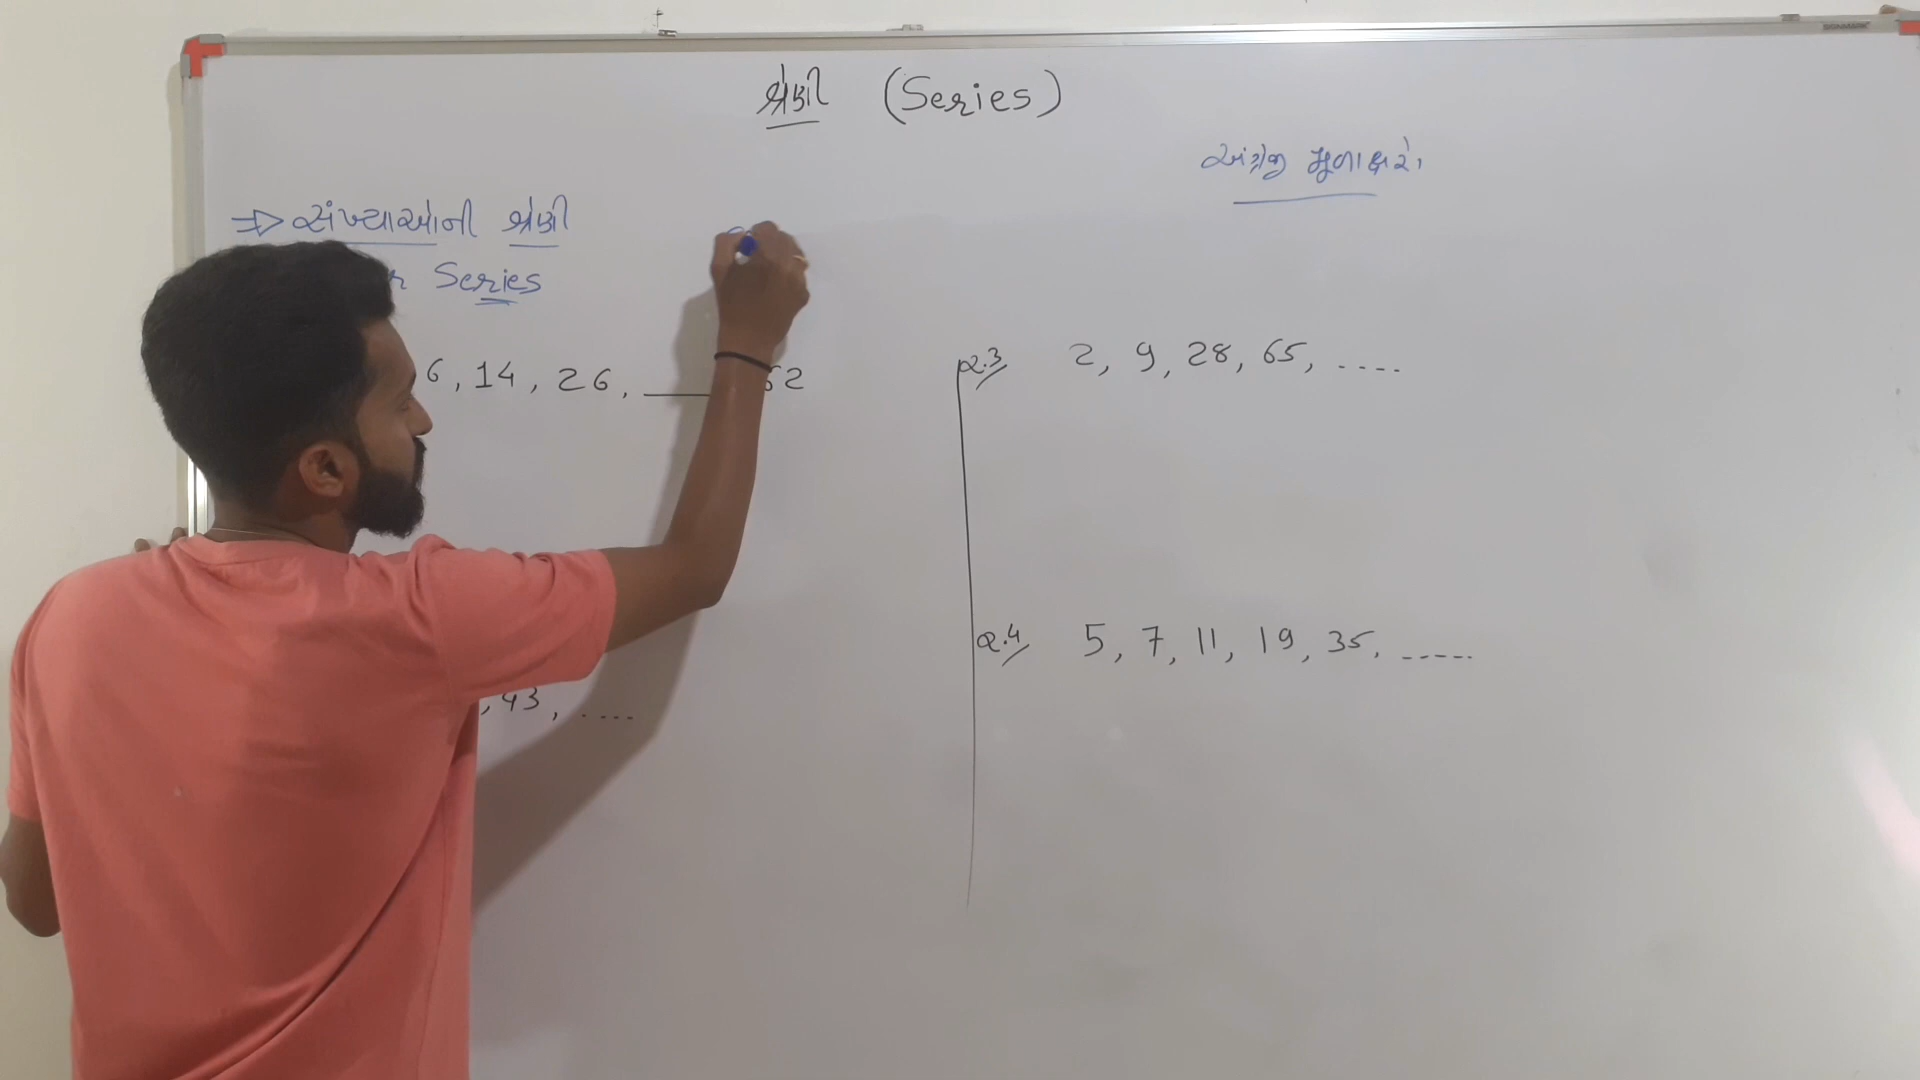 શ્રેણી (Series)
અંગ્રેજી મૂળાક્ષરો
⇒ સંખ્યાઓની શ્રેણી
Series
6, 14, 26, ____ 62
Q.3 2, 9, 28, 65, ....
Q.4 5, 7, 11, 19, 35, .....
, 43, ....